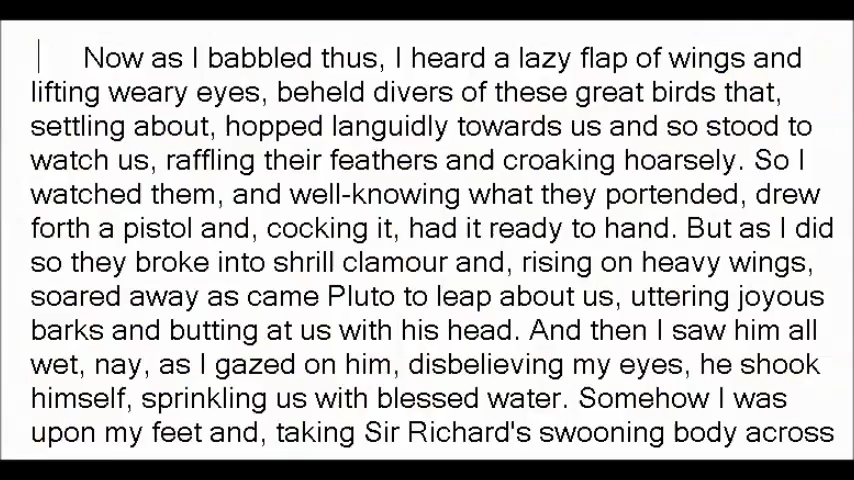 Now as I babbled thus, I heard a lazy flap of wings and
lifting weary eyes, beheld divers of these great birds that,
settling about, hopped languidly towards us and so stood to
watch us, raffling their feathers and croaking hoarsely. So I
watched them, and well-knowing what they portended, drew
forth a pistol and, cocking it, had it ready to hand. But as I did
so they broke into shrill clamour and, rising on heavy wings,
soared away as came Pluto to leap about us, uttering joyous
barks and butting at us with his head. And then I saw him all
wet, nay, as I gazed on him, disbelieving my eyes, he shook
himself, sprinkling us with blessed water. Somehow I was
upon my feet and, taking Sir Richard's swooning body across